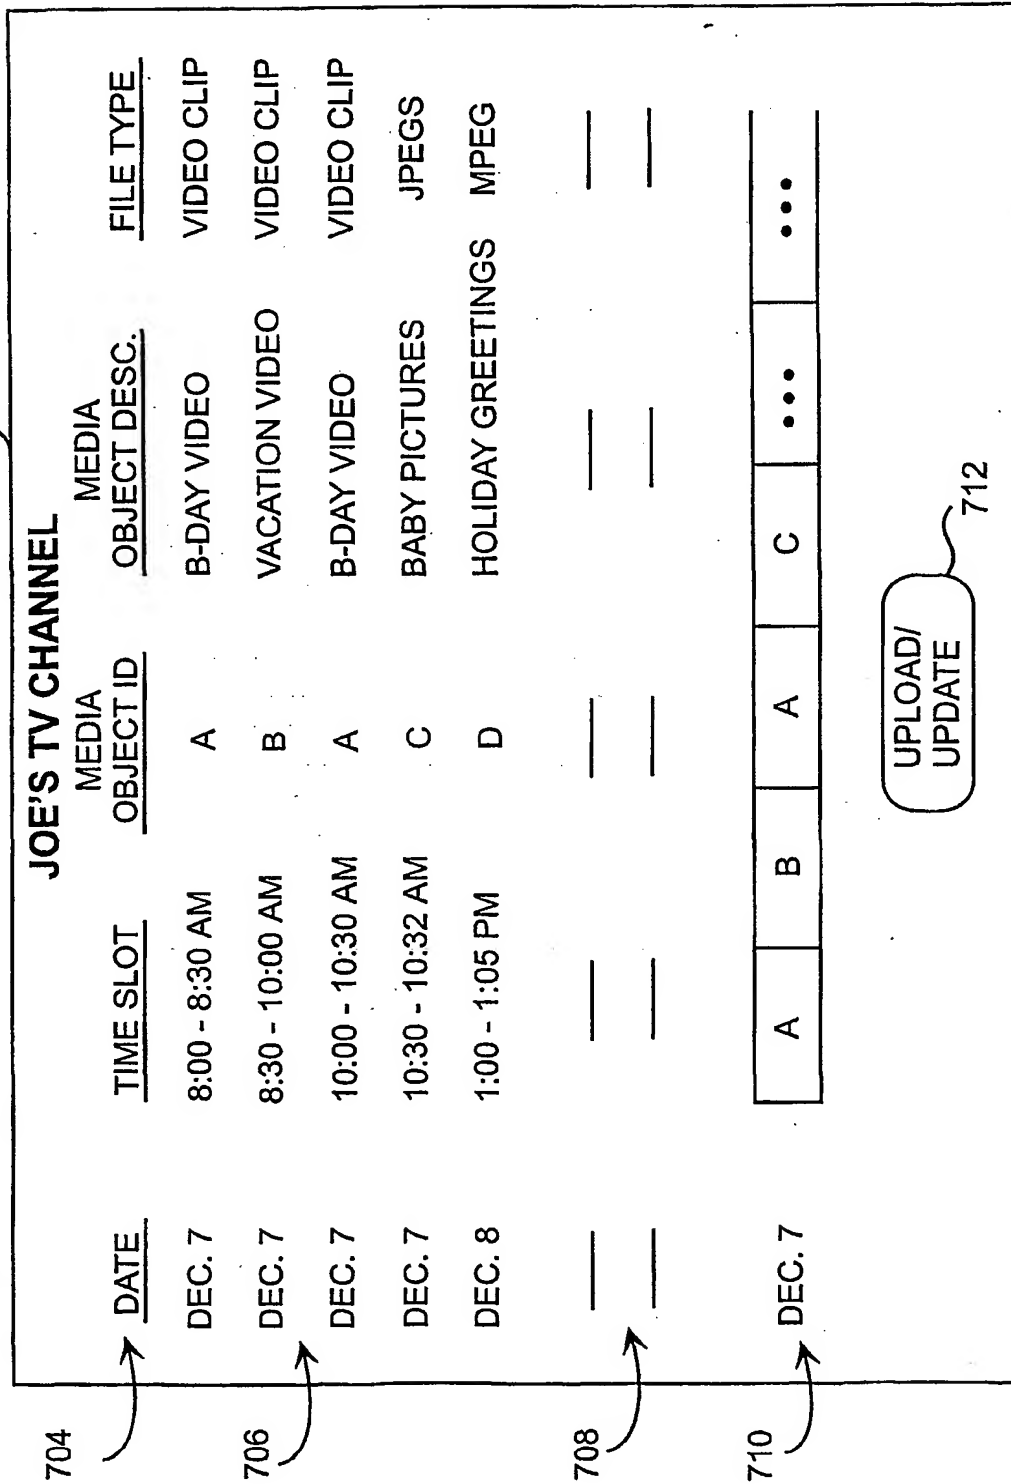 JOE'S TV CHANNEL
704 DATE TIME SLOT MEDIA OBJECT ID MEDIA OBJECT DESC. FILE TYPE
DEC. 7 8:00 - 8:30 AM A B-DAY VIDEO VIDEO CLIP
706 DEC. 7 8:30 - 10:00 AM B VACATION VIDEO VIDEO CLIP
DEC. 7 10:00 - 10:30 AM A B-DAY VIDEO VIDEO CLIP
DEC. 7 10:30 - 10:32 AM C BABY PICTURES JPEGS
DEC. 8 1:00 - 1:05 PM D HOLIDAY GREETINGS MPEG
708
710 DEC. 7 A B A C ... ...
UPLOAD/
UPDATE
712